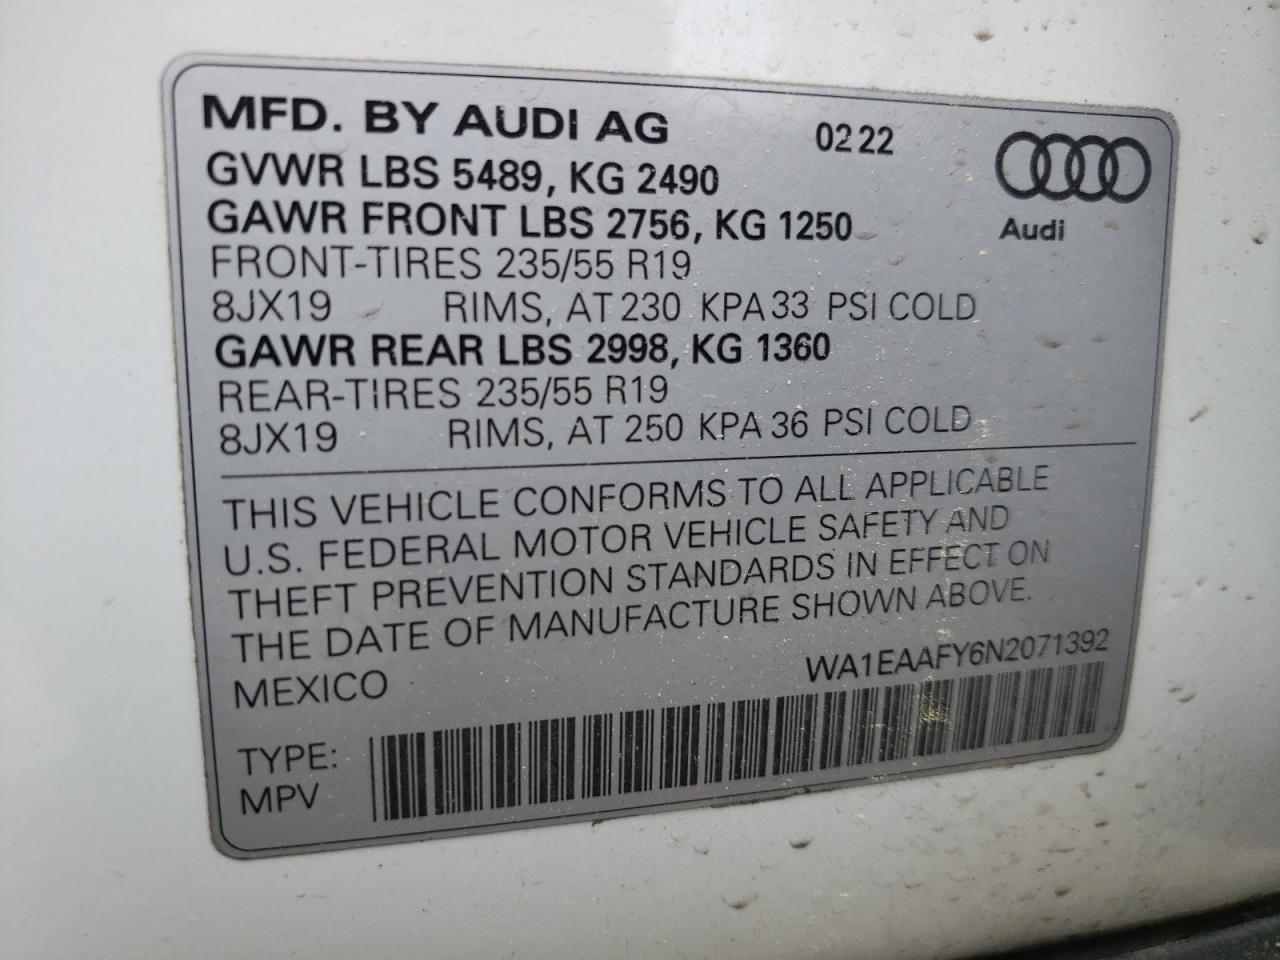 MFD. BY AUDI AG 02 22
GVWR LBS 5489, KG 2490
GAWR FRONT LBS 2756, KG 1250
Audi
FRONT-TIRES 235/55 R19
8JX19 RIMS, AT 230 KPA 33 PSI COLD
GAWR REAR LBS 2998, KG 1360
REAR-TIRES 235/55 R19
8JX19 RIMS, AT 250 KPA 36 PSI COLD
THIS VEHICLE CONFORMS TO ALL APPLICABLE
U.S. FEDERAL MOTOR VEHICLE SAFETY AND
THEFT PREVENTION STANDARDS IN EFFECT ON
THE DATE OF MANUFACTURE SHOWN ABOVE.
MEXICO WA1EAAFY6N2071392
TYPE:
MPV